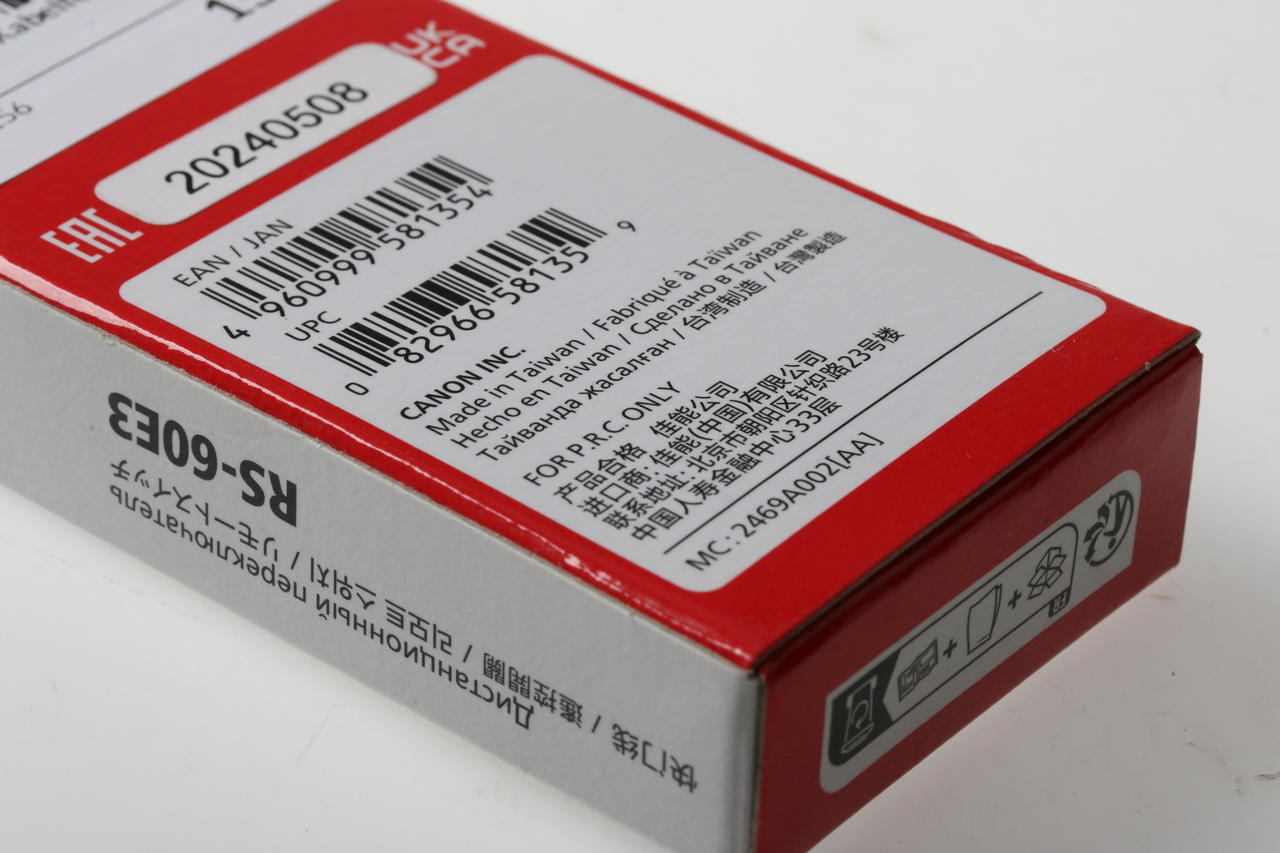 156
EAC
20240508
UK
CA
EAN / JAN
4 960999 581354
UPC
0 82966 58135 9
CANON INC.
Made in Taiwan / Fabriqué à Taïwan
Hecho en Taiwan / Сделано в Тайване
Тайванда жасалған / 台湾制造 / 台灣製造
FOR P.R.C. ONLY
产品合格 佳能公司
进口商: 佳能(中国)有限公司
联系地址: 北京市朝阳区针织路23号楼
中国人寿金融中心33层
MC: 2469A002[AA]
RS-60E3
リモートスイッチ
Дистанционный переключатель
/ 리모트 스위치 /
快门线 / 遙控開關
FR